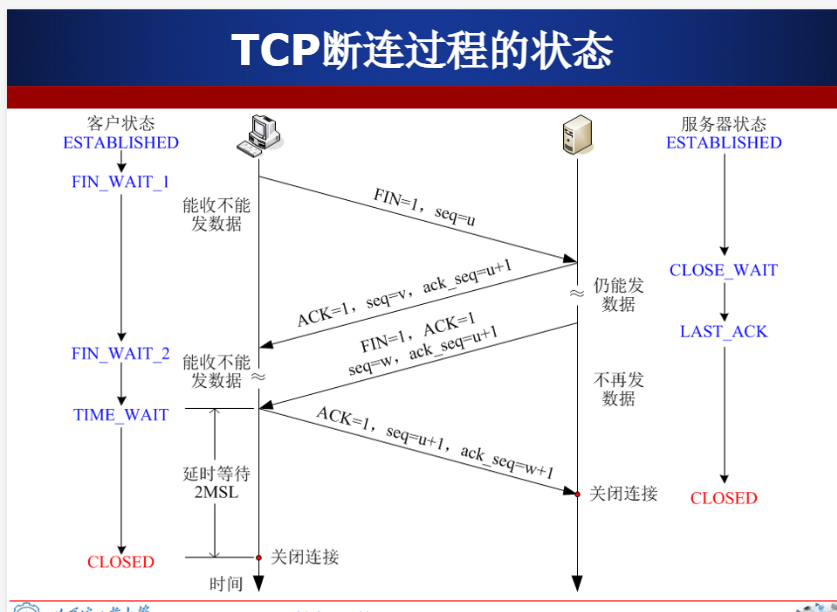 TCP断连过程的状态
客户状态
ESTABLISHED
FIN_WAIT_1
能收不能
发数据
FIN=1，seq=u
服务器状态
ESTABLISHED
CLOSE_WAIT
仍能发
数据
ACK=1，seq=v，ack_seq=u+1
LAST_ACK
FIN=1，ACK=1
seq=w，ack_seq=u+1
FIN_WAIT_2
能收不能
发数据
不再发
数据
TIME_WAIT
ACK=1，seq=u+1，ack_seq=w+1
延时等待
2MSL
关闭连接
CLOSED
CLOSED
关闭连接
时间